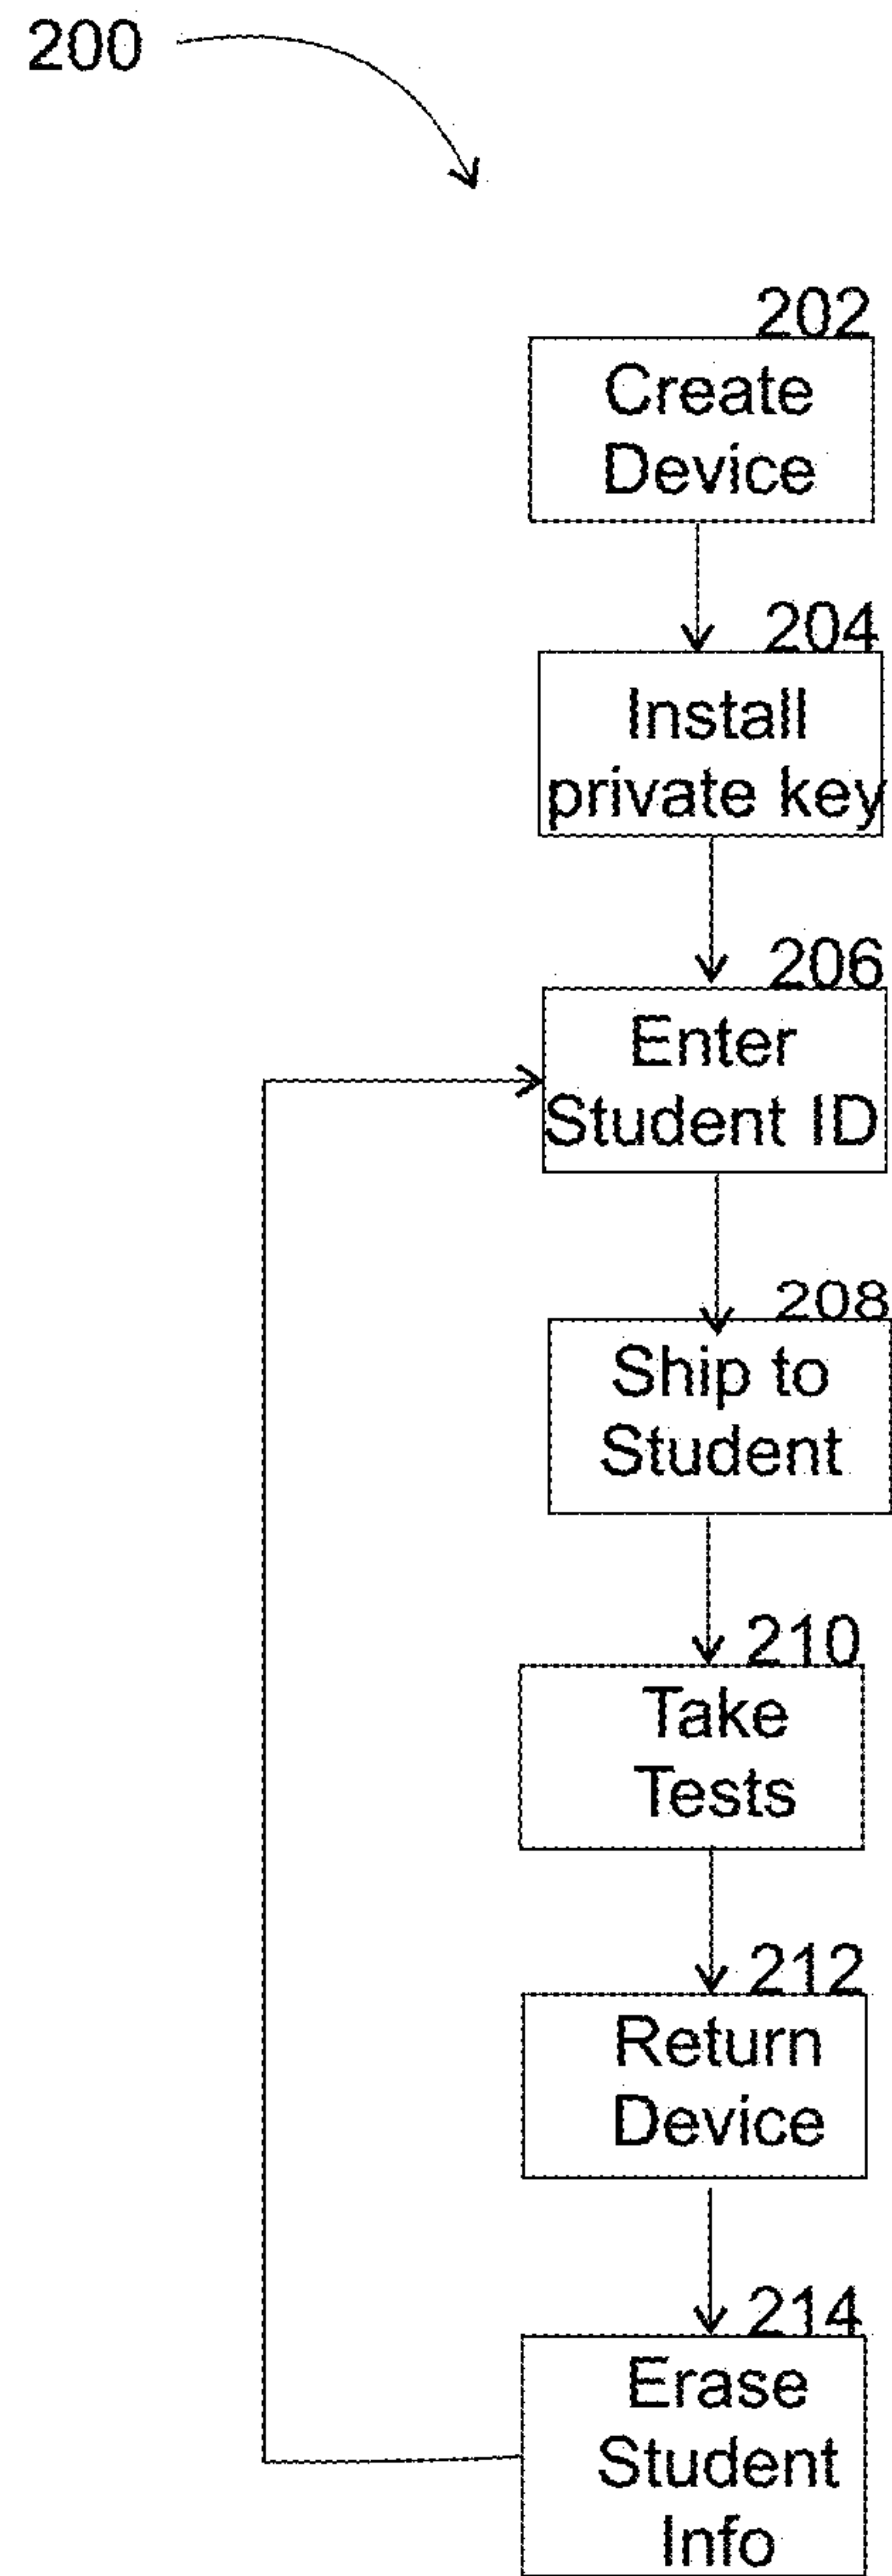 200
202
Create
Device
204
Install
private key
206
Enter
Student ID
208
Ship to
Student
210
Take
Tests
212
Return
Device
214
Erase
Student
Info